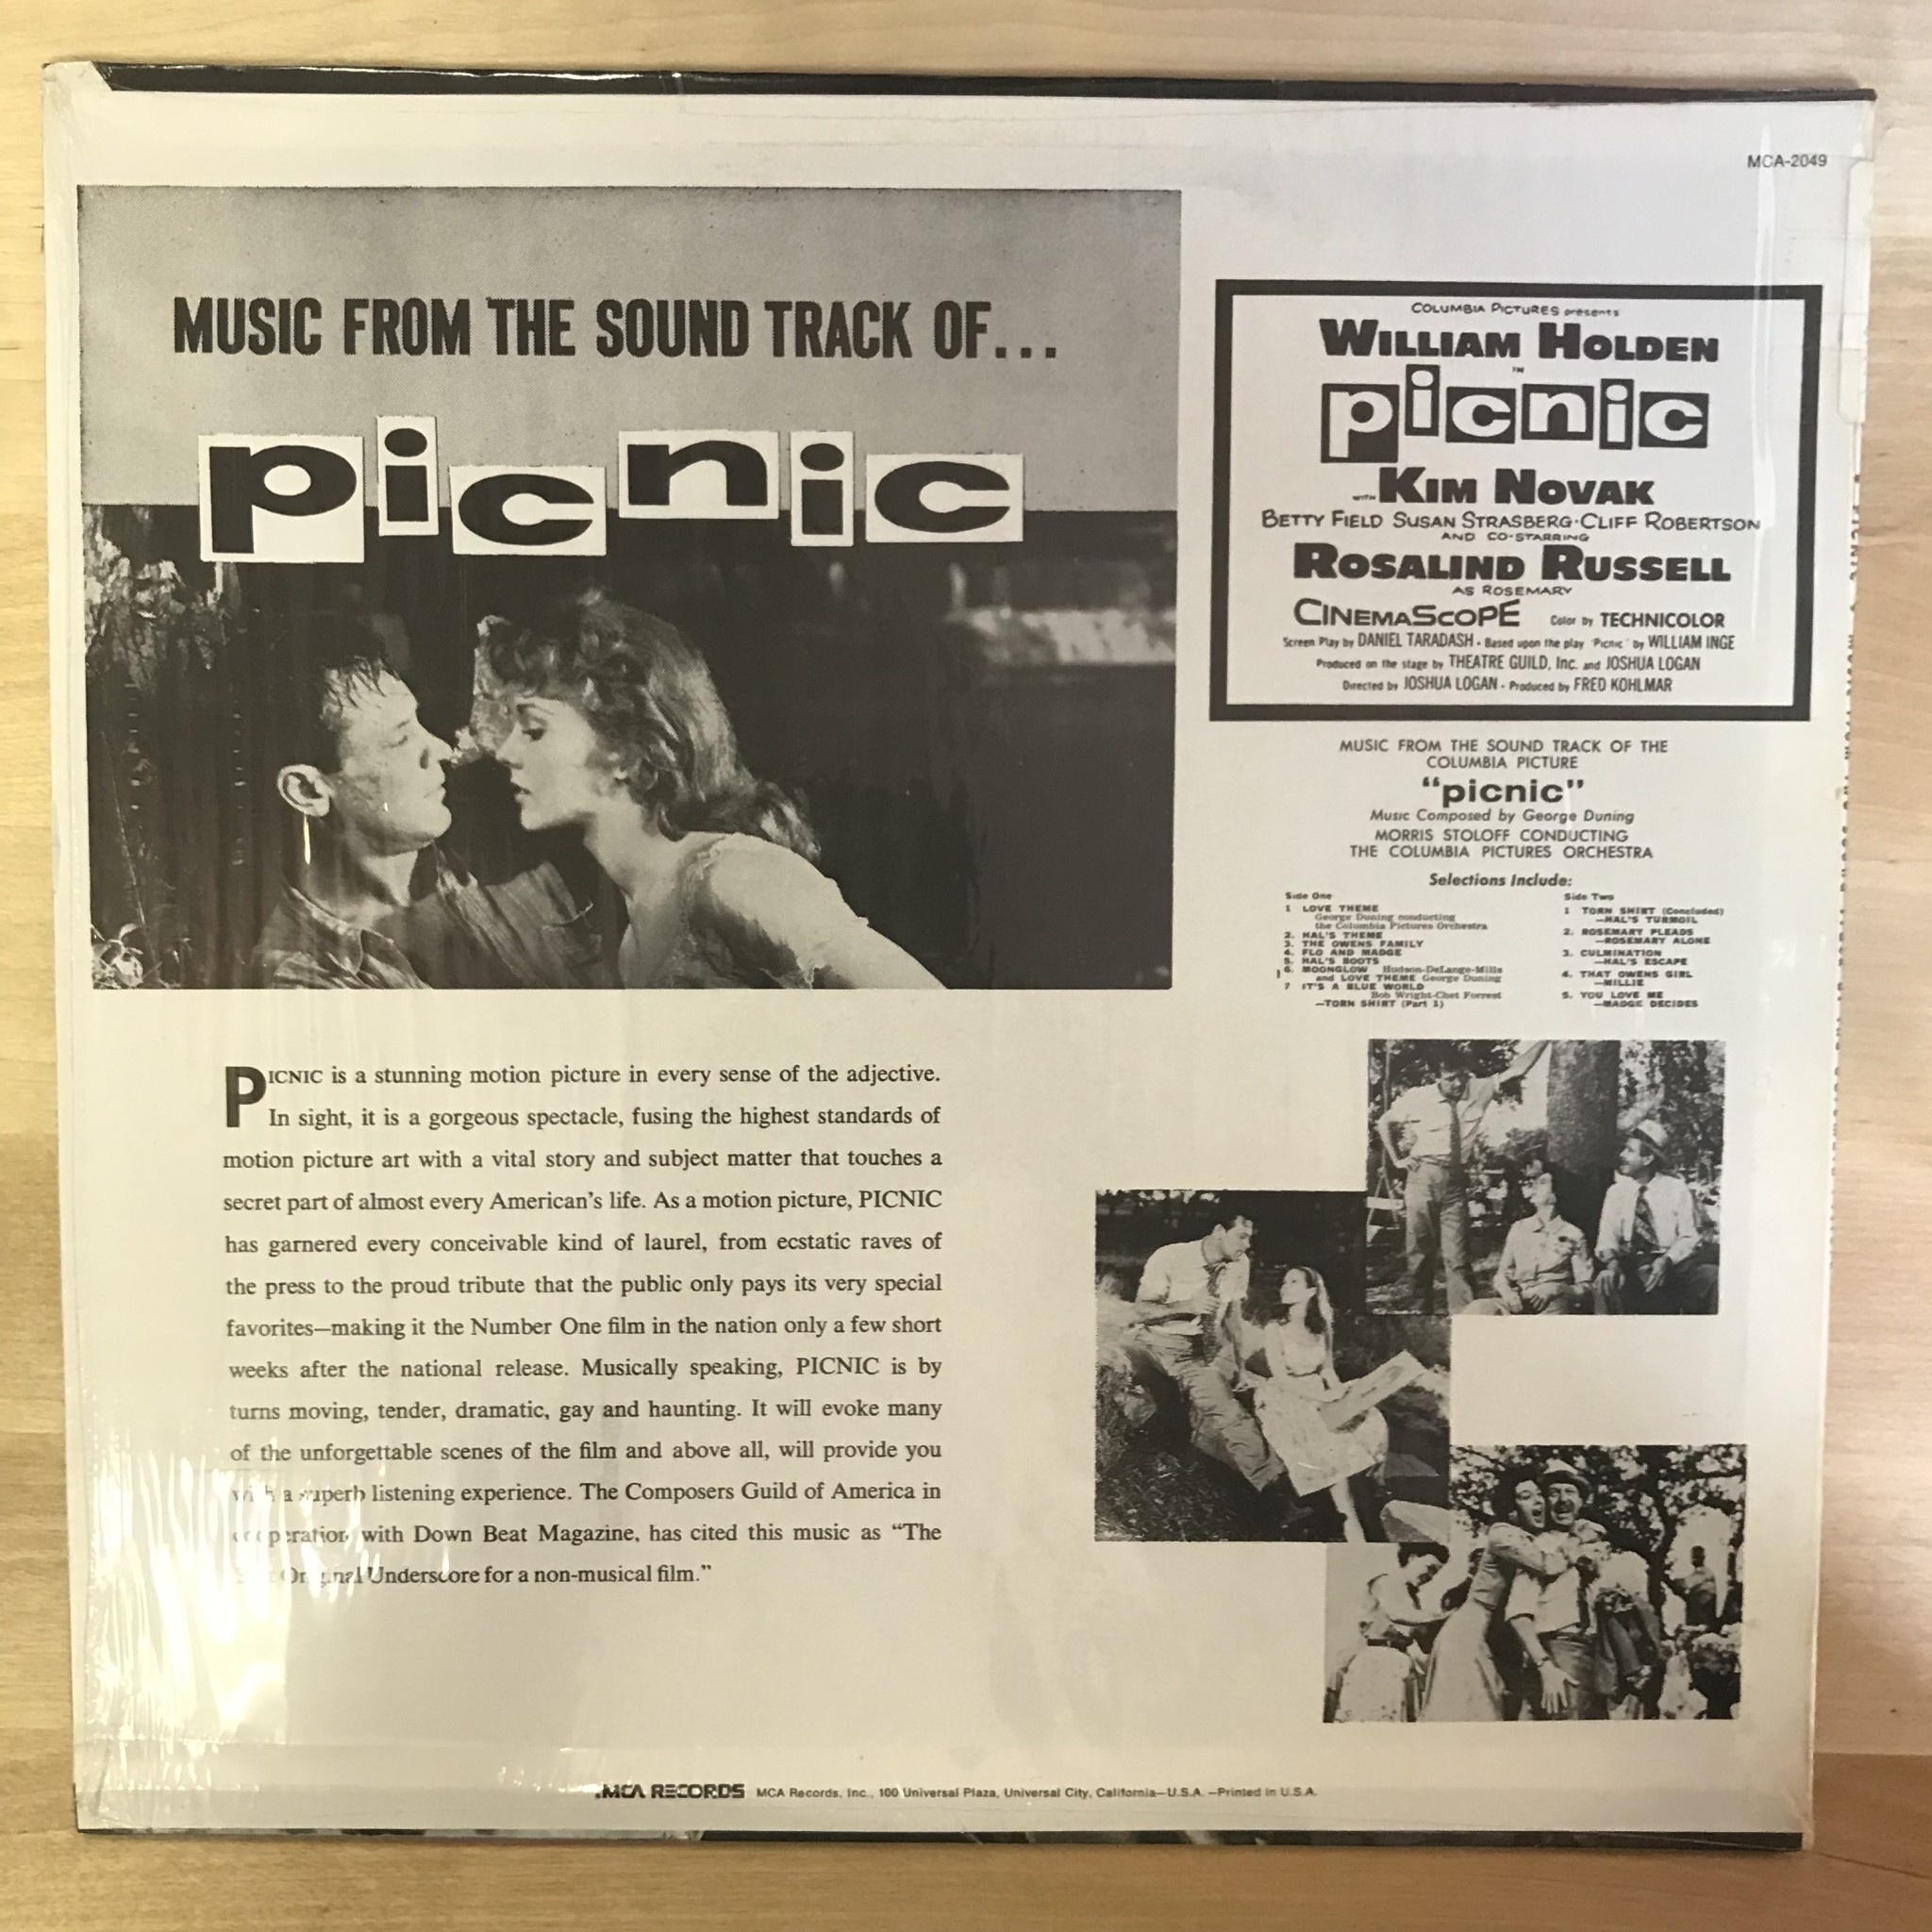 MCA-2049
MUSIC FROM THE SOUND TRACK OF...
picnic
COLUMBIA PICTURES presents
WILLIAM HOLDEN
IN
picnic
WITH KIM NOVAK
BETTY FIELD SUSAN STRASBERG·CLIFF ROBERTSON
AND CO-STARRING
ROSALIND RUSSELL
AS ROSEMARY
CINEMASCOPE Color by TECHNICOLOR
Screen Play by DANIEL TARADASH · Based upon the play "Picnic" by WILLIAM INGE
Produced on the stage by THEATRE GUILD, Inc. and JOSHUA LOGAN
Directed by JOSHUA LOGAN · Produced by FRED KOHLMAR
MUSIC FROM THE SOUND TRACK OF THE
COLUMBIA PICTURE
"picnic"
Music Composed by George Duning
MORRIS STOLOFF CONDUCTING
THE COLUMBIA PICTURES ORCHESTRA
Selections Include:
Side One
1 LOVE THEME
George Duning conducting
the Columbia Pictures Orchestra
2. HAL'S THEME
3. THE OWENS FAMILY
4. FLO AND MADGE
5. HAL'S BOOTS
6. MOONGLOW Hudson-DeLange-Mills
and LOVE THEME George Duning
7 IT'S A BLUE WORLD
Bob Wright-Chet Forrest
—TORN SHIRT (Part 1)
Side Two
1 TORN SHIRT (Concluded)
—HAL'S TURMOIL
2. ROSEMARY PLEADS
—ROSEMARY ALONE
3. CULMINATION
—HAL'S ESCAPE
4. THAT OWENS GIRL
—MILLIE
5. YOU LOVE ME
—MADGE DECIDES
PICNIC is a stunning motion picture in every sense of the adjective.
In sight, it is a gorgeous spectacle, fusing the highest standards of
motion picture art with a vital story and subject matter that touches a
secret part of almost every American's life. As a motion picture, PICNIC
has garnered every conceivable kind of laurel, from ecstatic raves of
the press to the proud tribute that the public only pays its very special
favorites—making it the Number One film in the nation only a few short
weeks after the national release. Musically speaking, PICNIC is by
turns moving, tender, dramatic, gay and haunting. It will evoke many
of the unforgettable scenes of the film and above all, will provide you
with a superb listening experience. The Composers Guild of America in
cooperation with Down Beat Magazine, has cited this music as "The
Original Underscore for a non-musical film."
MCA RECORDS MCA Records, Inc., 100 Universal Plaza, Universal City, California—U.S.A. —Printed in U.S.A.